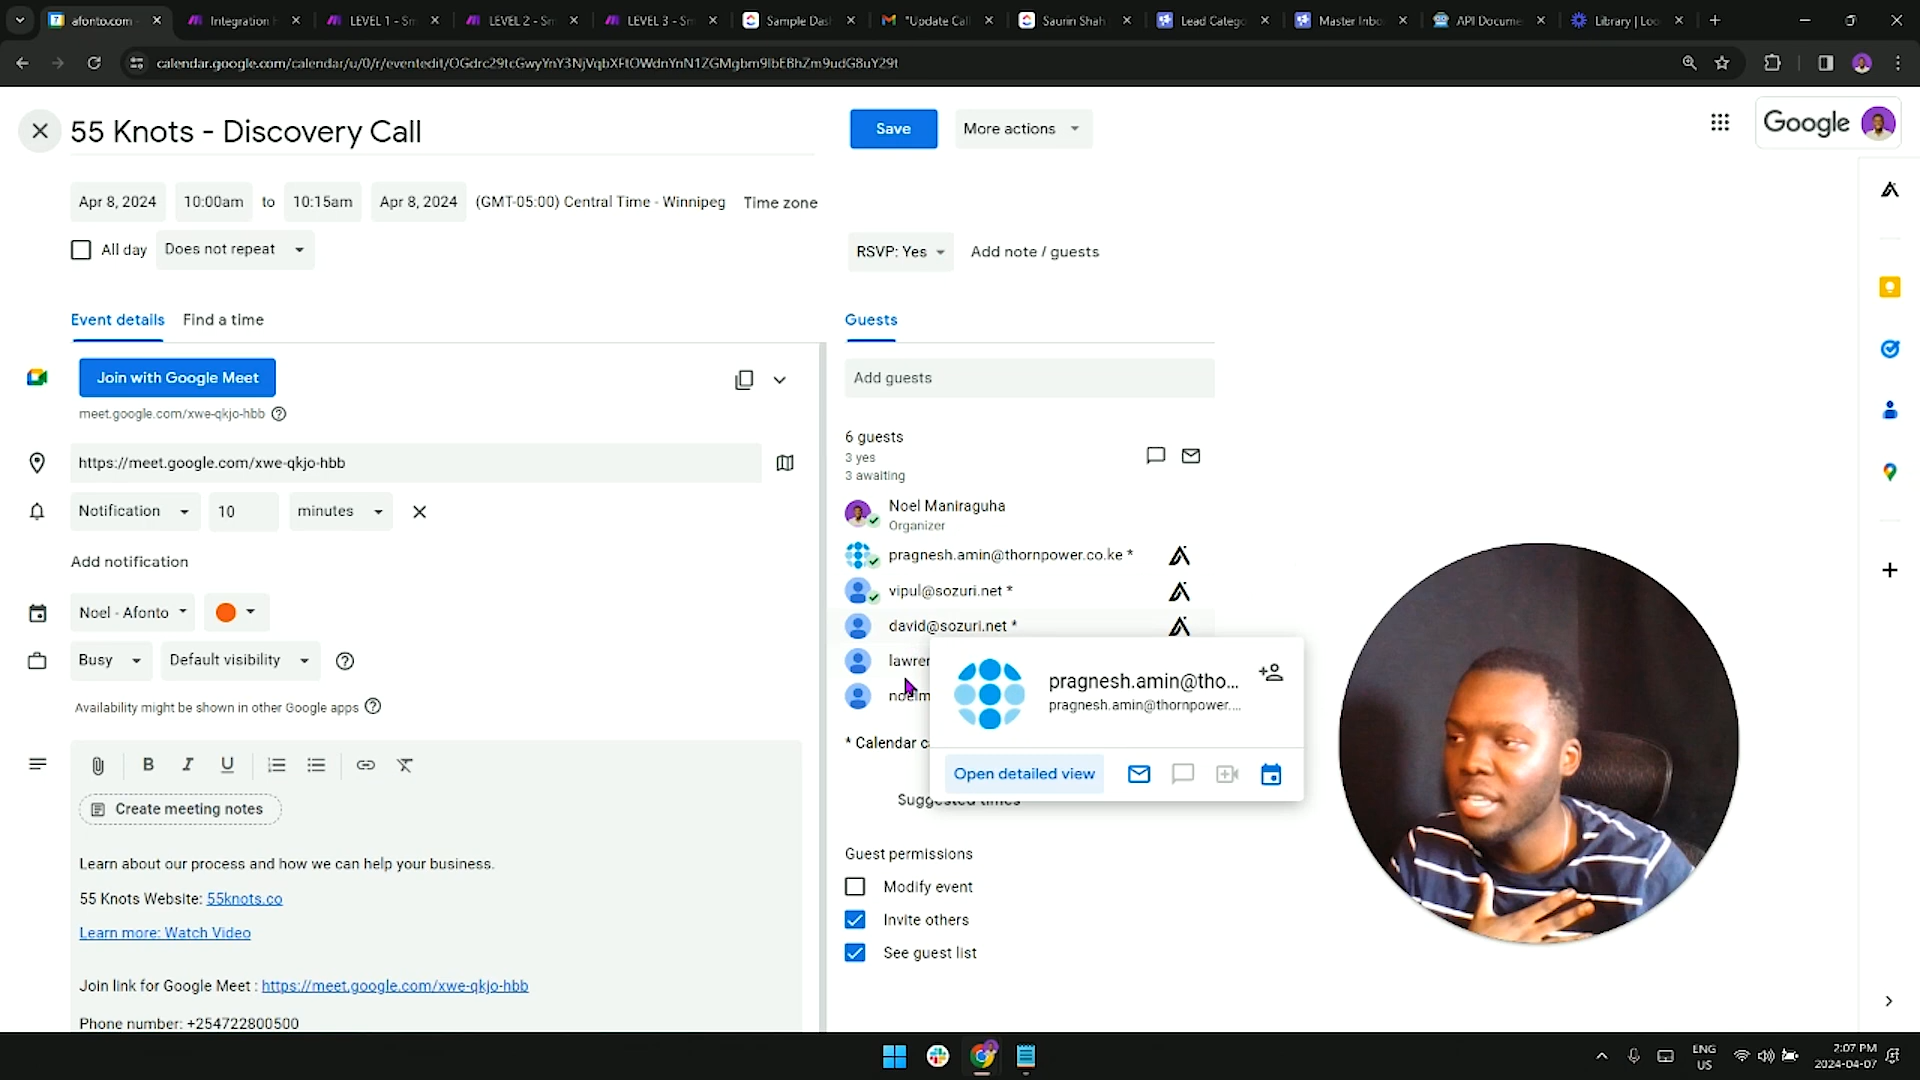 afonto.com -
Integration
LEVEL 1 - Sm
LEVEL 2 - Sm
LEVEL 3 - Sm
Sample Das
"Update Call
Saurin Shah
Lead Catego
Master Inbo
API Docume
Library | Loo
calendar.google.com/calendar/u/0/r/eventedit/
55 Knots - Discovery Call
Save
More actions
Google
Apr 8, 2024
10:00am
to
10:15am
Apr 8, 2024
(GMT-05:00) Central Time - Winnipeg
Time zone
All day
Does not repeat
RSVP: Yes
Add note / guests
Event details
Find a time
Guests
Join with Google Meet
Add guests
meet.google.com/xwe-qkjo-hbb
6 guests
3 yes
3 awaiting
https://meet.google.com/xwe-qkjo-hbb
Notification
10
minutes
Noel Maniraguha
Organizer
Add notification
pragnesh.amin@thornpower.co.ke *
vipul@sozuri.net *
Noel - Afonto
david@sozuri.net *
Busy
Default visibility
lawre
noelm
pragnesh.amin@tho...
pragnesh.amin@thornpower....
Availability might be shown in other Google apps
* Calendar c
Open detailed view
Suggested times
B I U
Create meeting notes
Guest permissions
Learn about our process and how we can help your business.
Modify event
55 Knots Website: 55knots.co
Invite others
Learn more: Watch Video
See guest list
Join link for Google Meet : https://meet.google.com/xwe-qkjo-hbb
Phone number: +254722800500
ENG
US
2:07 PM
2024-04-07